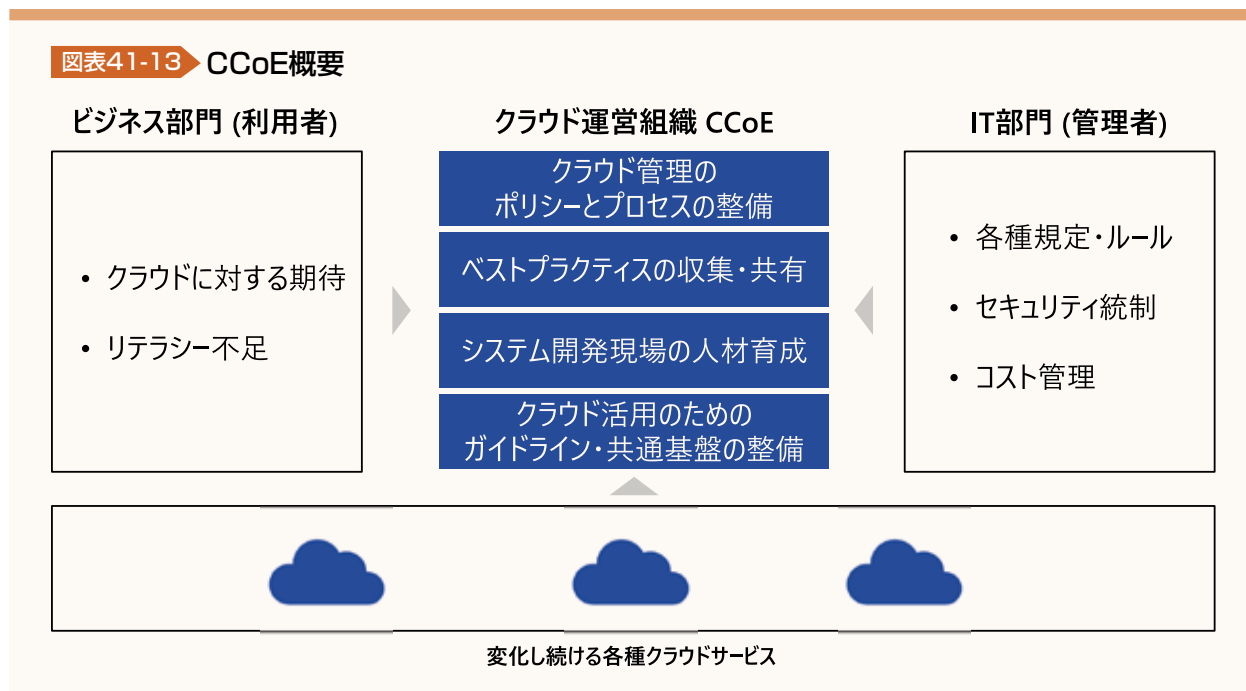 図表41-13 CCoE概要
ビジネス部門 (利用者)
・ クラウドに対する期待
・ リテラシー不足
クラウド運営組織 CCoE
クラウド管理の
ポリシーとプロセスの整備
ベストプラクティスの収集・共有
システム開発現場の人材育成
クラウド活用のための
ガイドライン・共通基盤の整備
IT部門 (管理者)
・ 各種規定・ルール
・ セキュリティ統制
・ コスト管理
変化し続ける各種クラウドサービス